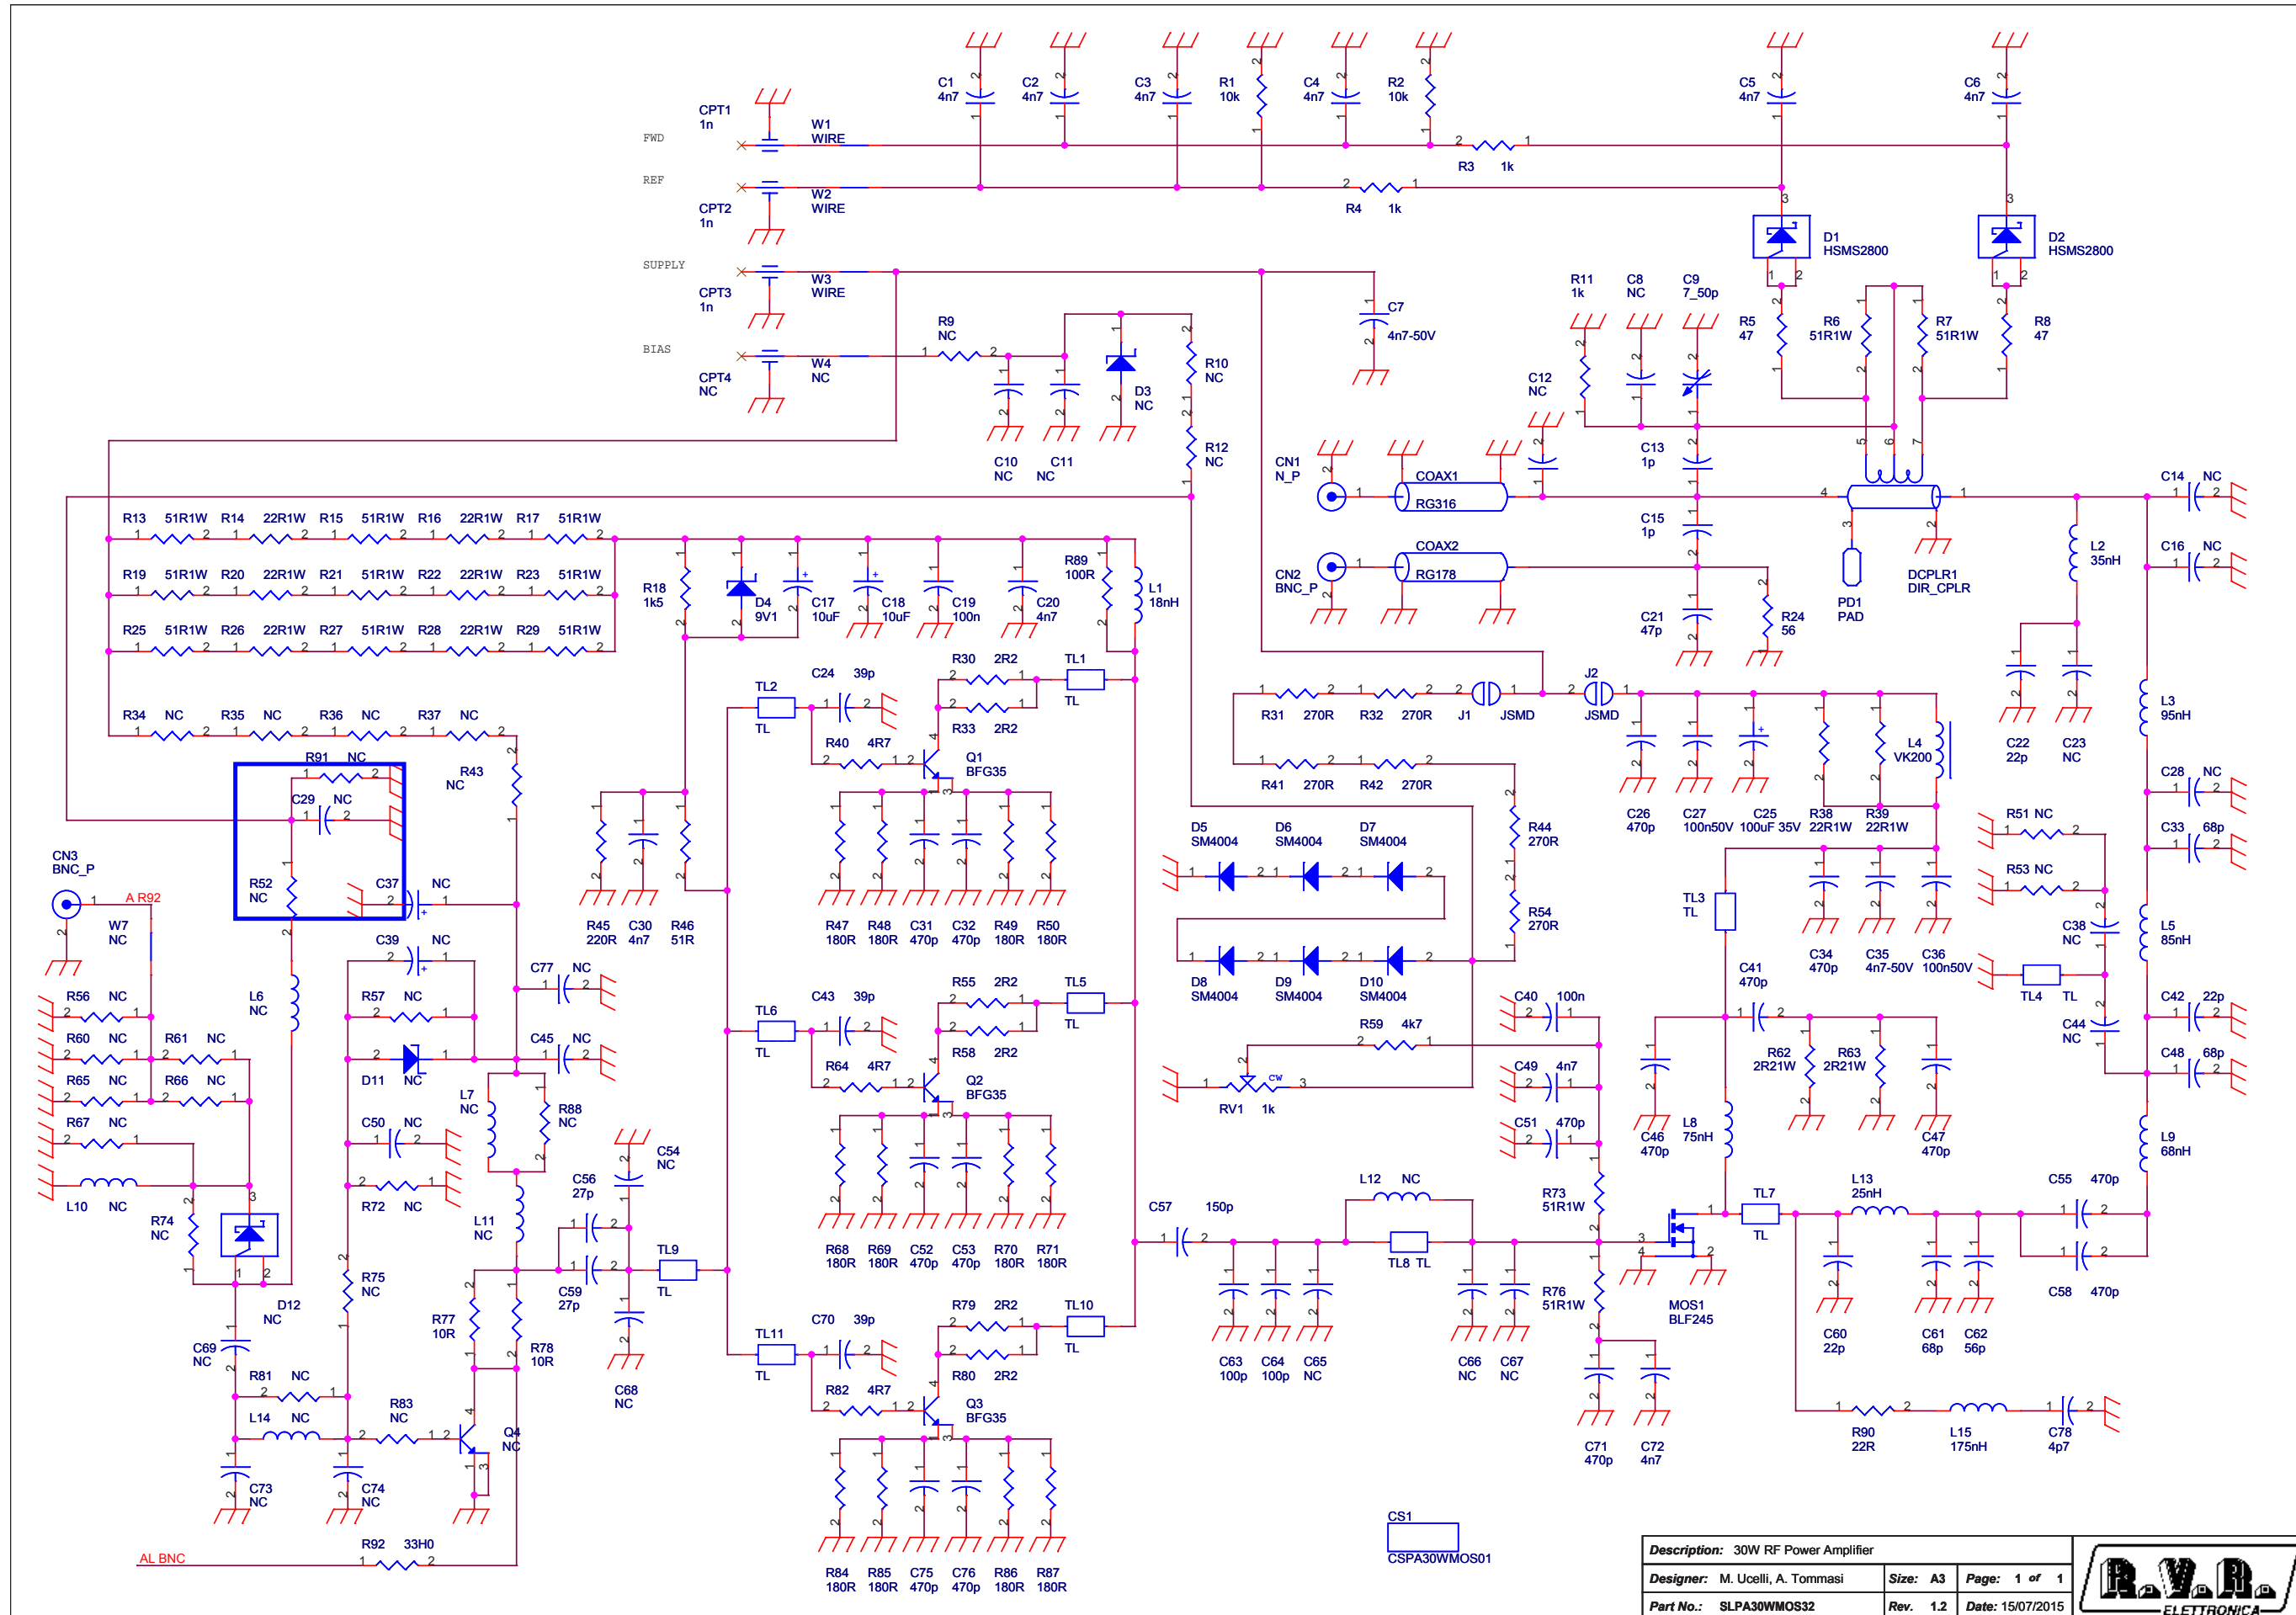 C1
4n7
C2
4n7
C3
4n7
R1
10k
C4
4n7
R2
10k
C5
4n7
C6
4n7
FWD
CPT1
1n
W1
WIRE
R3 1k
REF
CPT2
1n
W2
WIRE
R4 1k
D1
HSMS2800
D2
HSMS2800
SUPPLY
CPT3
1n
W3
WIRE
C7
4n7-50V
BIAS
CPT4
NC
W4
NC
R9
NC
C10
NC
C11
NC
D3
NC
R10
NC
R12
NC
R11
1k
C8
NC
C9
7_50p
R5
47
R6
51R1W
R7
51R1W
R8
47
C12
NC
C13
1p
CN1
N_P
COAX1
RG316
C14 NC
C15
1p
CN2
BNC_P
COAX2
RG178
C16 NC
L2
35nH
DCPLR1
DIR_CPLR
PD1
PAD
C21
47p
R24
56
R13 51R1W R14 22R1W R15 51R1W R16 22R1W R17 51R1W
R19 51R1W R20 22R1W R21 51R1W R22 22R1W R23 51R1W
R25 51R1W R26 22R1W R27 51R1W R28 22R1W R29 51R1W
R18
1k5
D4
9V1
C17
10uF
C18
10uF
C19
100n
C20
4n7
R89
100R
L1
18nH
R34 NC R35 NC R36 NC R37 NC
R43
NC
R91 NC
C29 NC
R52
NC
C37 NC
CN3
BNC_P
A R92
W7
NC
TL2
TL
C24 39p
R40 4R7
R30 2R2
R33 2R2
TL1
TL
Q1
BFG35
R45
220R
C30
4n7
R46
51R
R47
180R
R48
180R
C31
470p
C32
470p
R49
180R
R50
180R
R31 270R R32 270R
J1 JSMD
J2
JSMD
R41 270R R42 270R
R44
270R
R54
270R
C26
470p
C27
100n50V
C25
100uF 35V
R38
22R1W
R39
22R1W
L4
VK200
C22
22p
C23
NC
L3
95nH
C28 NC
C33 68p
R51 NC
R53 NC
C38
NC
L5
85nH
D5
SM4004
D6
SM4004
D7
SM4004
D8
SM4004
D9
SM4004
D10
SM4004
TL3
TL
C34
470p
C35
4n7-50V
C36
100n50V
TL4 TL
C42 22p
C44
NC
C48 68p
C39 NC
L6
NC
R57 NC
D11 NC
C77 NC
C45 NC
R56 NC
R60 NC
R61 NC
R65 NC
R66 NC
R67 NC
L10 NC
L7
NC
R88
NC
C50 NC
R72 NC
TL6
TL
C43 39p
R64 4R7
R55 2R2
R58 2R2
TL5
TL
Q2
BFG35
R68
180R
R69
180R
C52
470p
C53
470p
R70
180R
R71
180R
R59 4k7
RV1 1k
CW
C40 100n
C49 4n7
C51 470p
C41
470p
C46
470p
L8
75nH
R62
2R21W
R63
2R21W
C47
470p
L9
68nH
R74
NC
D12
NC
L11
NC
C54
NC
C56
27p
C59
27p
TL9
TL
C68
NC
R75
NC
R77
10R
R78
10R
C69
NC
R81 NC
L14 NC
R83
NC
Q4
NC
C73
NC
C74
NC
AL BNC
R92 33H0
TL11
TL
C70 39p
R82 4R7
R79 2R2
R80 2R2
TL10
TL
Q3
BFG35
R84
180R
R85
180R
C75
470p
C76
470p
R86
180R
R87
180R
C57 150p
L12 NC
TL8 TL
C63
100p
C64
100p
C65
NC
C66
NC
C67
NC
R73
51R1W
R76
51R1W
C71
470p
C72
4n7
MOS1
BLF245
TL7
TL
L13
25nH
C55 470p
C58 470p
C60
22p
C61
68p
C62
56p
R90
22R
L15
175nH
C78
4p7
CS1
CSPA30WMOS01
Description: 30W RF Power Amplifier
Designer: M. Ucelli, A. Tommasi Size: A3 Page: 1 of 1
Part No.: SLPA30WMOS32 Rev. 1.2 Date: 15/07/2015
R.V.R.
ELETTRONICA